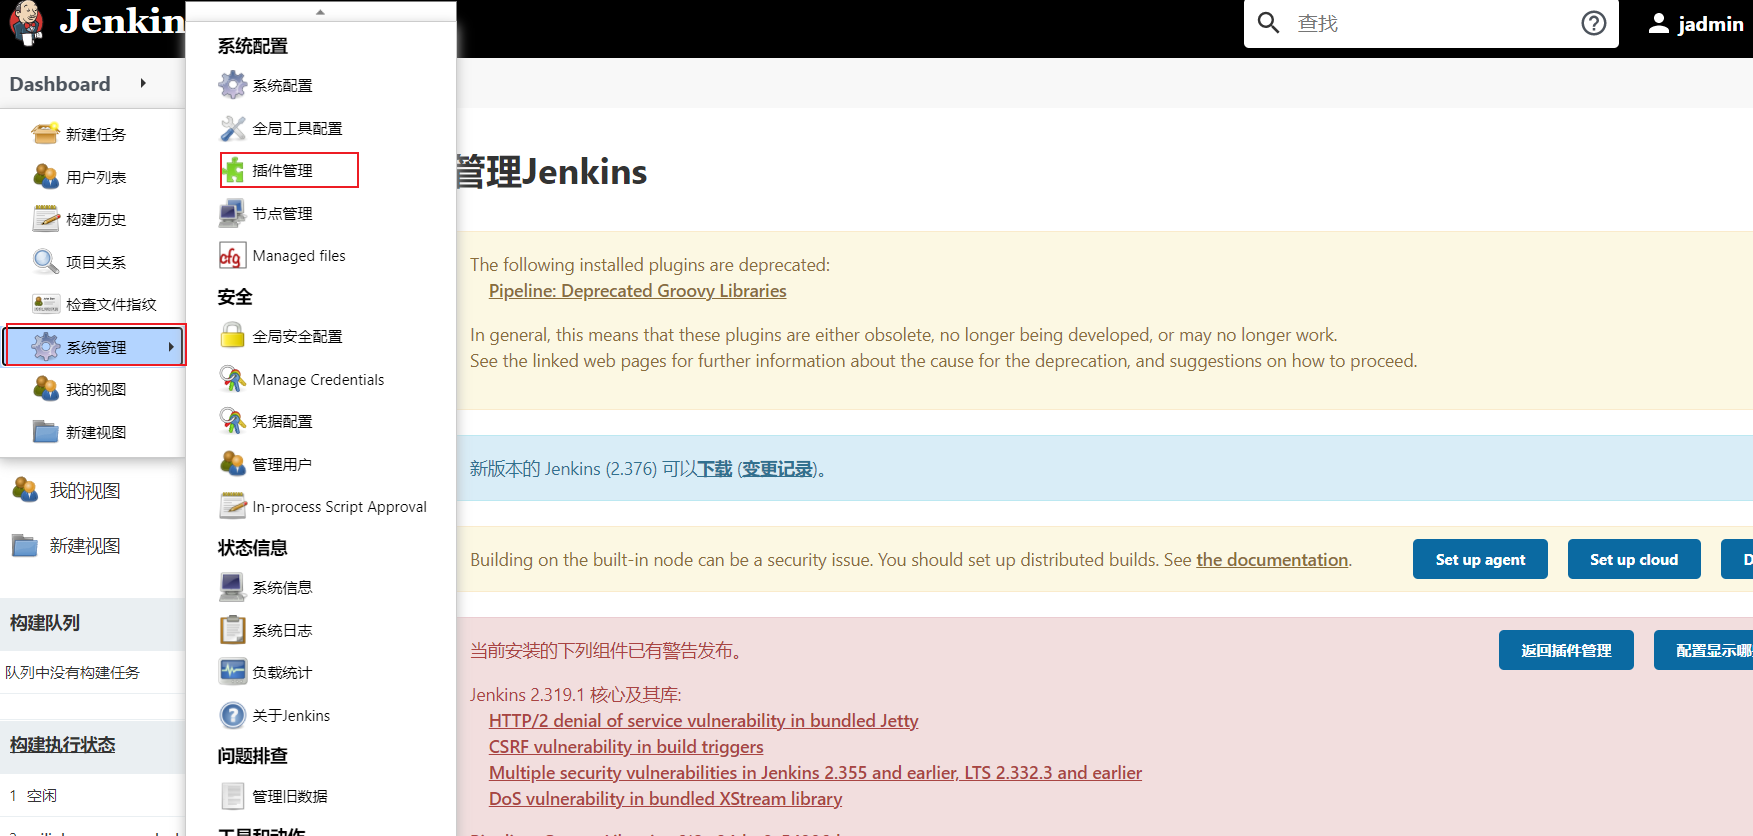 Jenkin
查找
jadmin
Dashboard
新建任务
用户列表
构建历史
项目关系
检查文件指纹
系统管理
我的视图
新建视图
我的视图
新建视图
构建队列
队列中没有构建任务
构建执行状态
1 空闲
系统配置
系统配置
全局工具配置
插件管理
节点管理
cfg Managed files
安全
全局安全配置
Manage Credentials
凭据配置
管理用户
In-process Script Approval
状态信息
系统信息
系统日志
负载统计
关于Jenkins
问题排查
管理旧数据
工具和动作
管理Jenkins
The following installed plugins are deprecated:
Pipeline: Deprecated Groovy Libraries
In general, this means that these plugins are either obsolete, no longer being developed, or may no longer work.
See the linked web pages for further information about the cause for the deprecation, and suggestions on how to proceed.
新版本的 Jenkins (2.376) 可以下载 (变更记录)。
Building on the built-in node can be a security issue. You should set up distributed builds. See the documentation.
Set up agent
Set up cloud
D
当前安装的下列组件已有警告发布。
返回插件管理
配置显示哪
Jenkins 2.319.1 核心及其库:
HTTP/2 denial of service vulnerability in bundled Jetty
CSRF vulnerability in build triggers
Multiple security vulnerabilities in Jenkins 2.355 and earlier, LTS 2.332.3 and earlier
DoS vulnerability in bundled XStream library